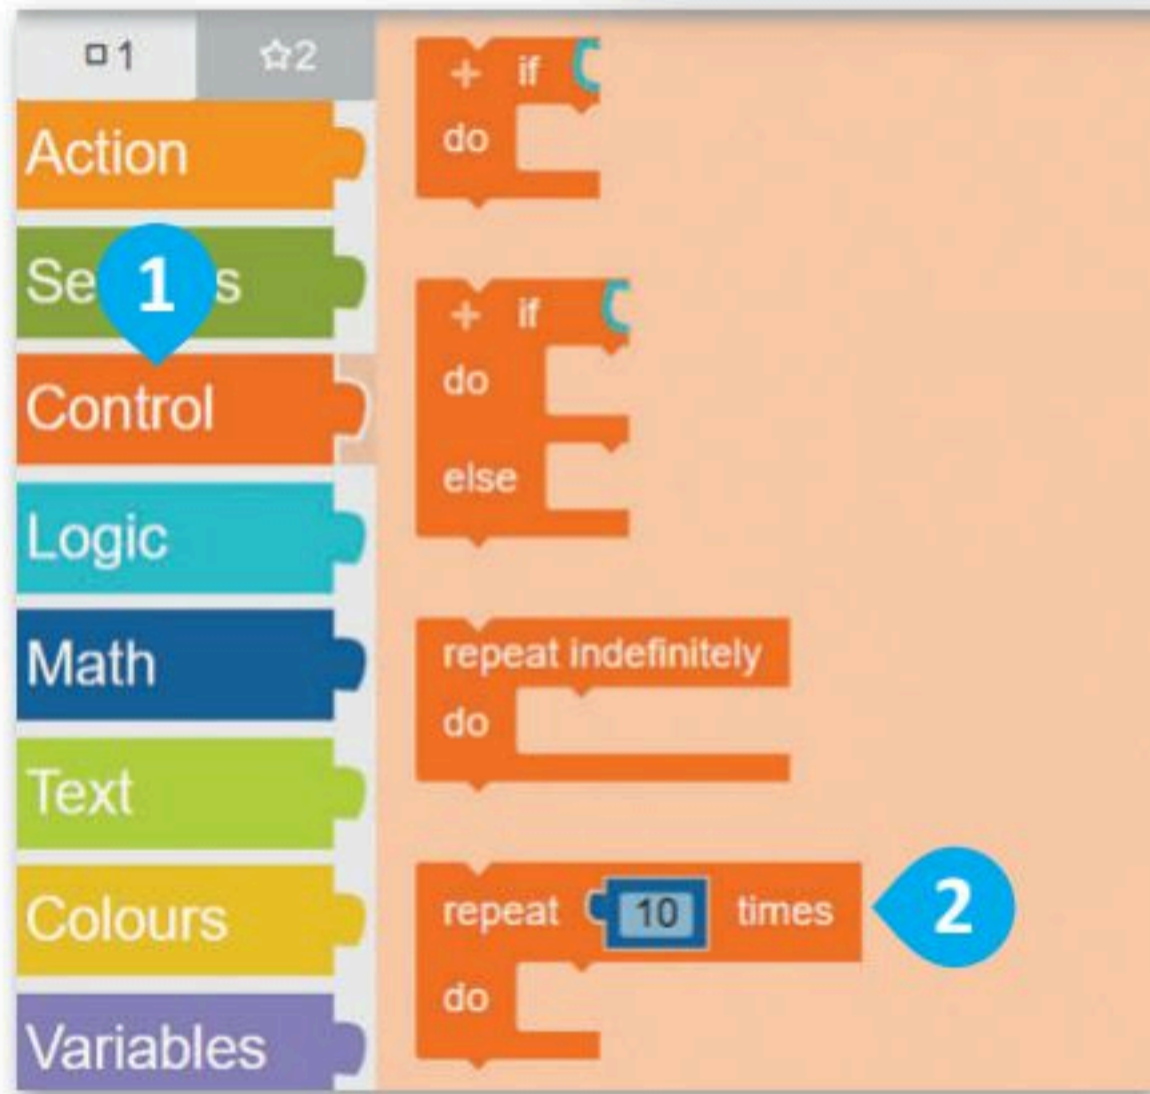 1
2
Action
1
Control
Logic
Math
Text
Colours
Variables
+ if
do
+ if
do
else
repeat indefinitely
do
repeat 10 times
2
do